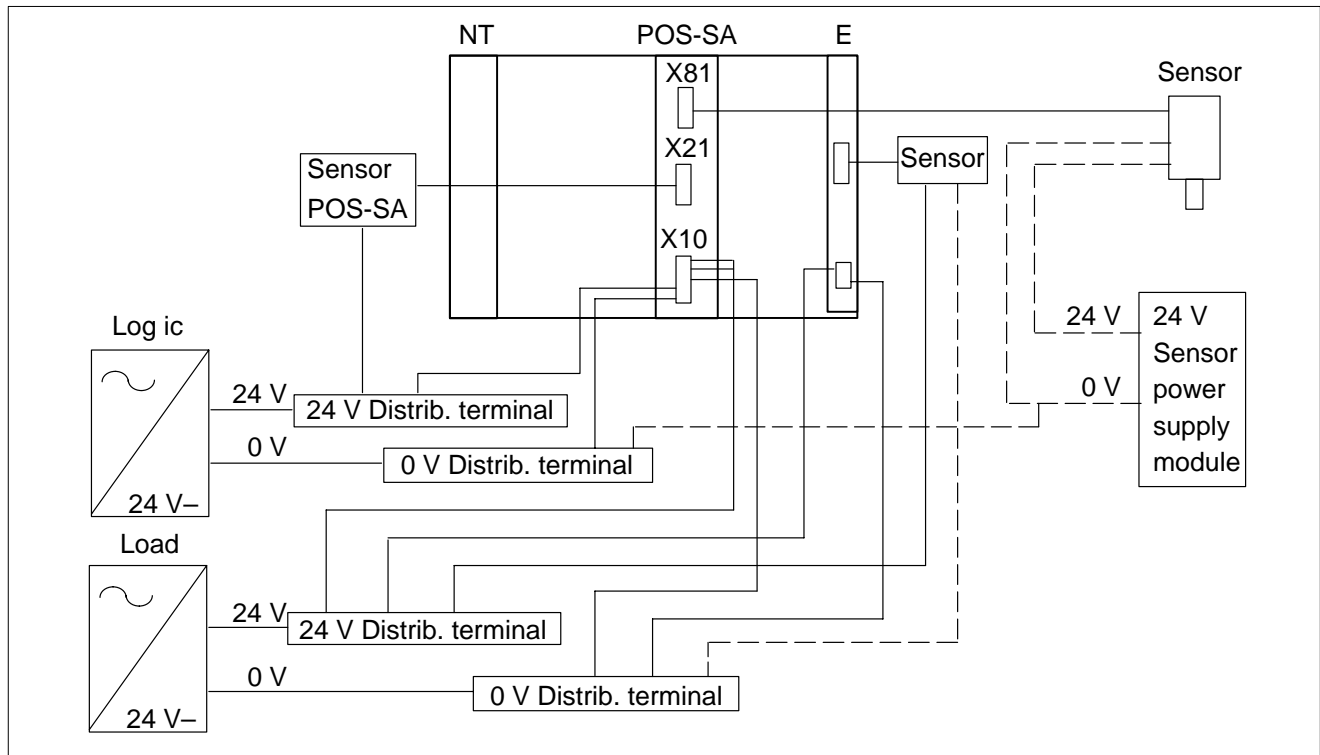 NT
POS-SA
E
X81
Sensor
X21
Sensor
POS-SA
Sensor
X10
Log ic
24 V
24 V Distrib. terminal
0 V
0 V Distrib. terminal
24 V–
24 V
0 V
24 V
Sensor
power
supply
module
Load
24 V
24 V Distrib. terminal
0 V
0 V Distrib. terminal
24 V–